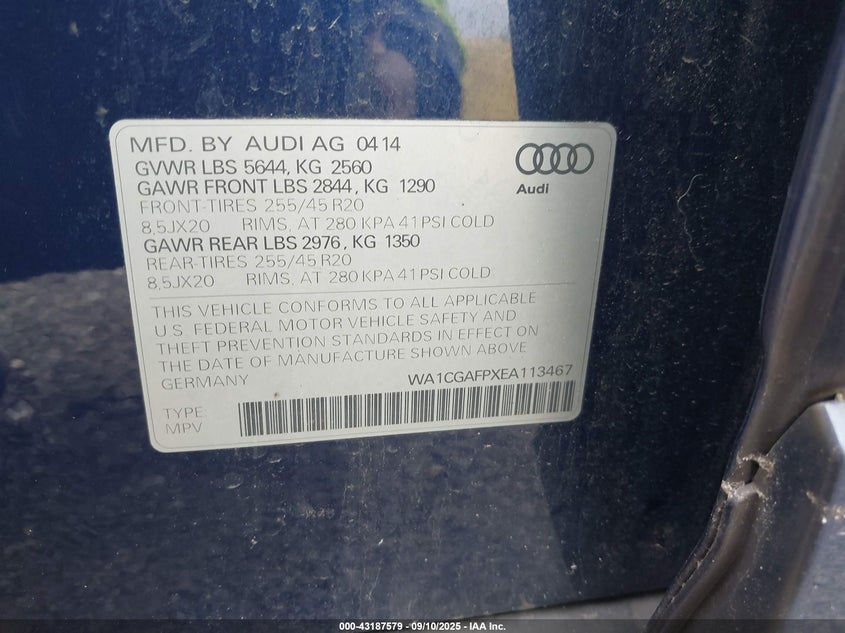 MFD. BY AUDI AG 04 14
GVWR LBS 5644, KG 2560
GAWR FRONT LBS 2844, KG 1290
FRONT-TIRES 255/45 R20
8,5JX20 RIMS, AT 280 KPA 41 PSI COLD
GAWR REAR LBS 2976, KG 1350
REAR-TIRES 255/45 R20
8,5JX20 RIMS, AT 280 KPA 41 PSI COLD
Audi
THIS VEHICLE CONFORMS TO ALL APPLICABLE
U.S. FEDERAL MOTOR VEHICLE SAFETY AND
THEFT PREVENTION STANDARDS IN EFFECT ON
THE DATE OF MANUFACTURE SHOWN ABOVE.
GERMANY WA1CGAFPXEA113467
TYPE:
MPV
000-43187579 - 09/10/2025 - IAA Inc.